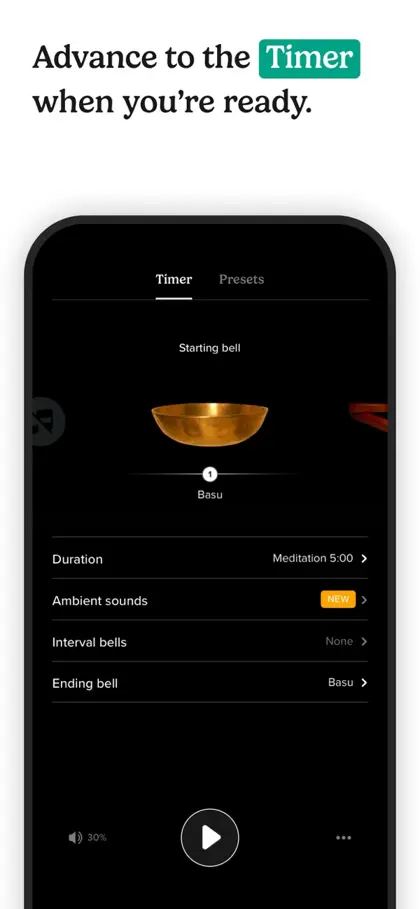 Advance to the Timer
when you’re ready.
Timer Presets
Starting bell
1
Basu
Duration Meditation 5:00
Ambient sounds NEW
Interval bells None
Ending bell Basu
30%